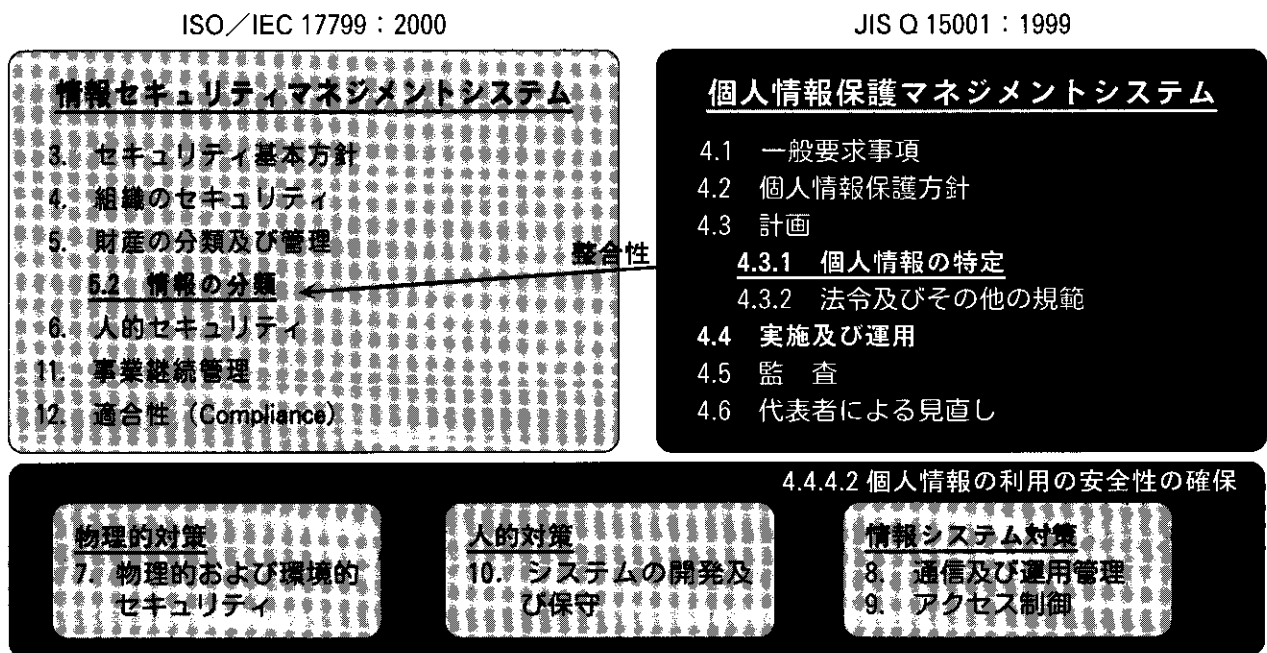 ISO／IEC 17799：2000
情報セキュリティマネジメントシステム
3. セキュリティ基本方針
4. 組織のセキュリティ
5. 財産の分類及び管理
5.2 情報の分類
6. 人的セキュリティ
11. 事業継続管理
12. 適合性（Compliance）
整合性
JIS Q 15001：1999
個人情報保護マネジメントシステム
4.1 一般要求事項
4.2 個人情報保護方針
4.3 計画
4.3.1 個人情報の特定
4.3.2 法令及びその他の規範
4.4 実施及び運用
4.5 監 査
4.6 代表者による見直し
4.4.4.2 個人情報の利用の安全性の確保
物理的対策
7. 物理的および環境的
セキュリティ
人的対策
10. システムの開発及
び保守
情報システム対策
8. 通信及び運用管理
9. アクセス制御